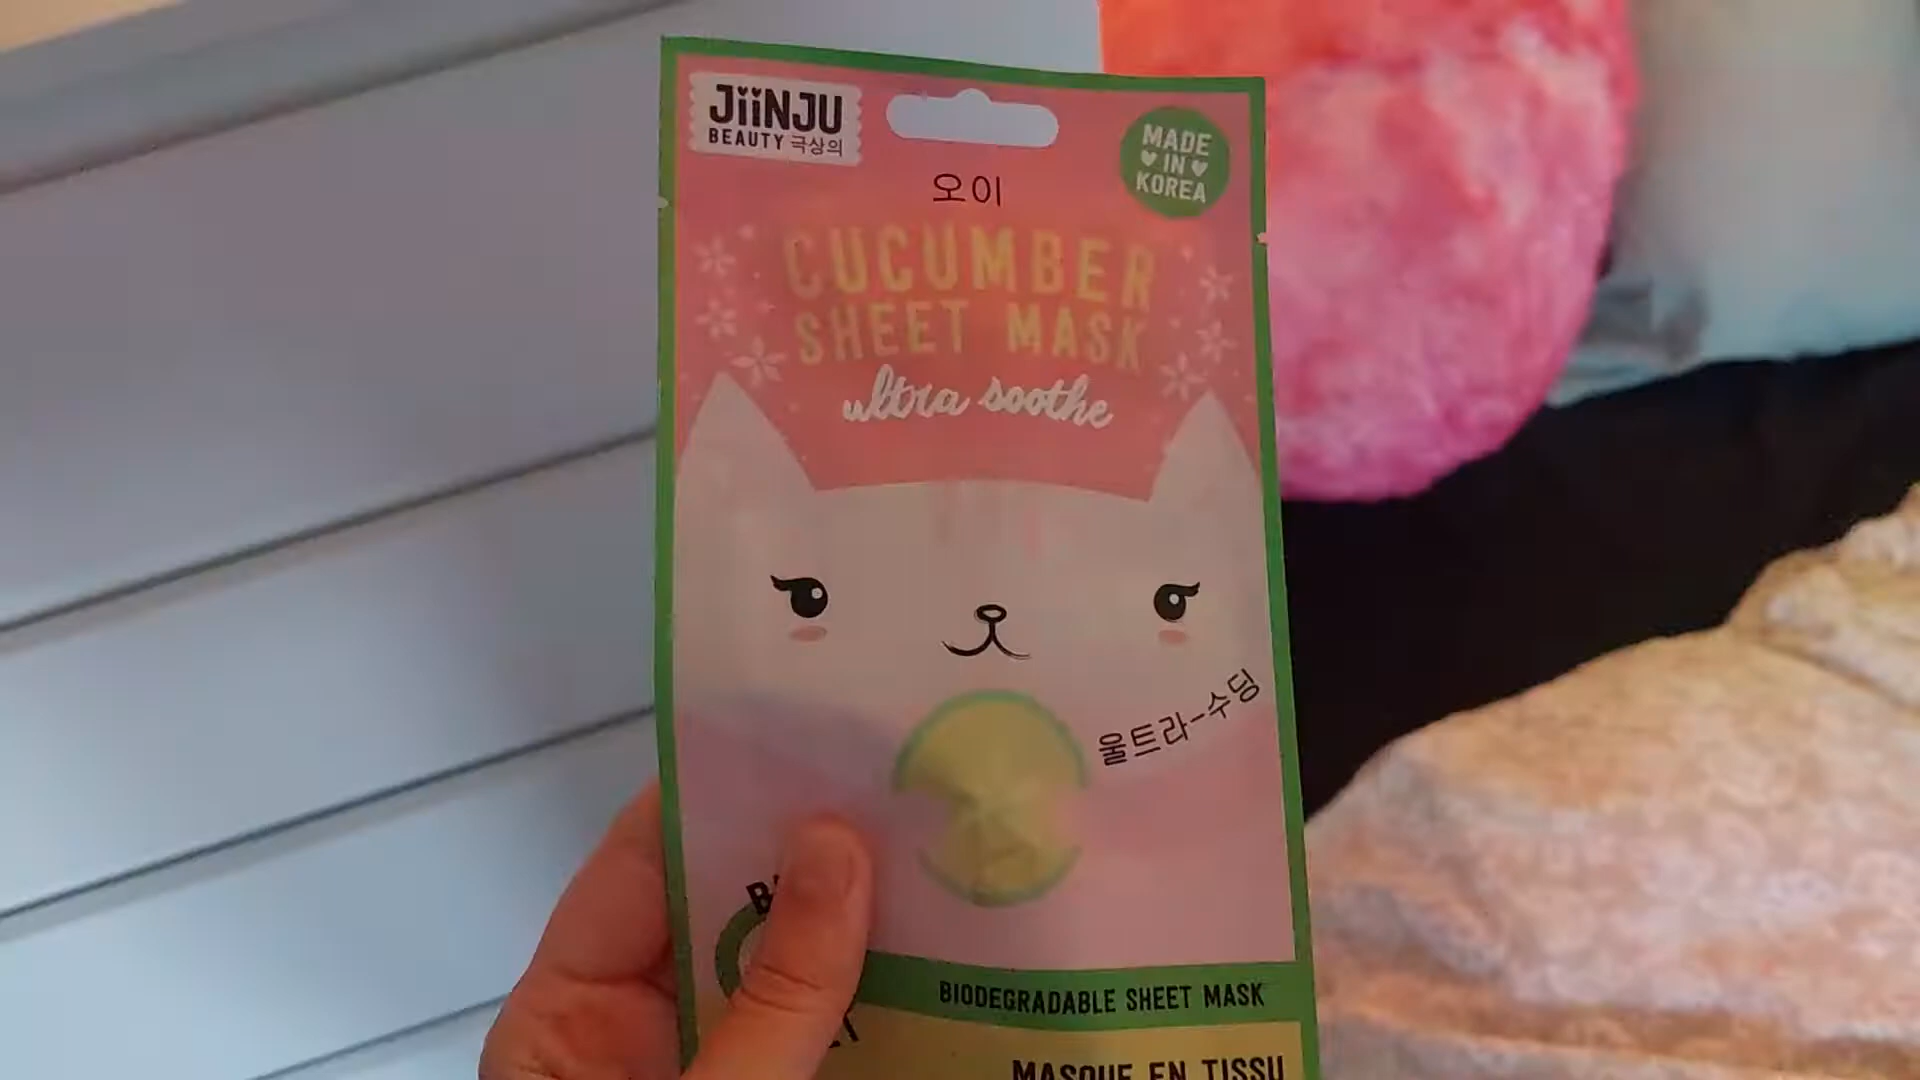 JiiNJU
BEAUTY 극상의
MADE
IN
KOREA
오이
CUCUMBER
SHEET MASK
ultra soothe
울트라-수딩
BIODEGRADABLE SHEET MASK
MASQUE EN TISSU